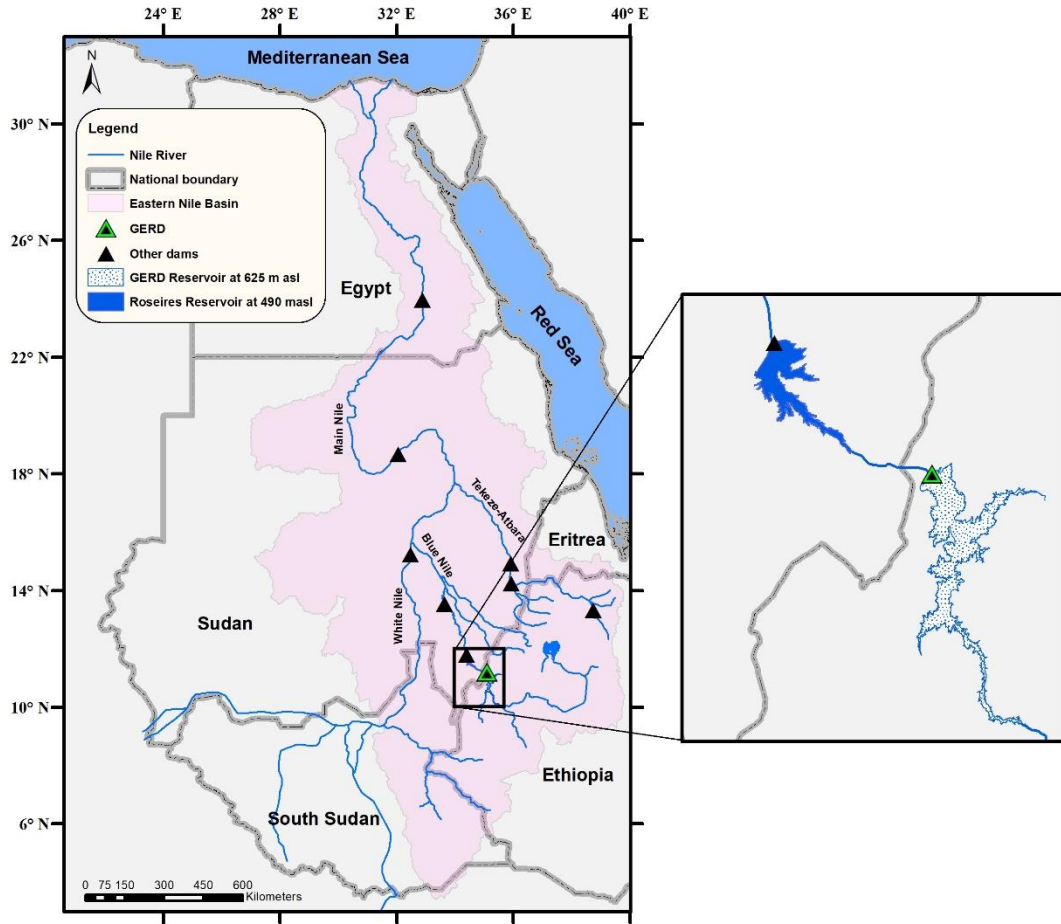 24° E
28° E
32° E
36° E
40° E
Mediterranean Sea
N
30° N
26° N
22° N
18° N
14° N
10° N
6° N
Legend
Nile River
National boundary
Eastern Nile Basin
GERD
Other dams
GERD Reservoir at 625 m asl
Roseires Reservoir at 490 masl
Egypt
Red Sea
Main Nile
Tekeze-Atbara
Eritrea
Blue Nile
White Nile
Sudan
Ethiopia
South Sudan
0 75 150 300 450 600
Kilometers